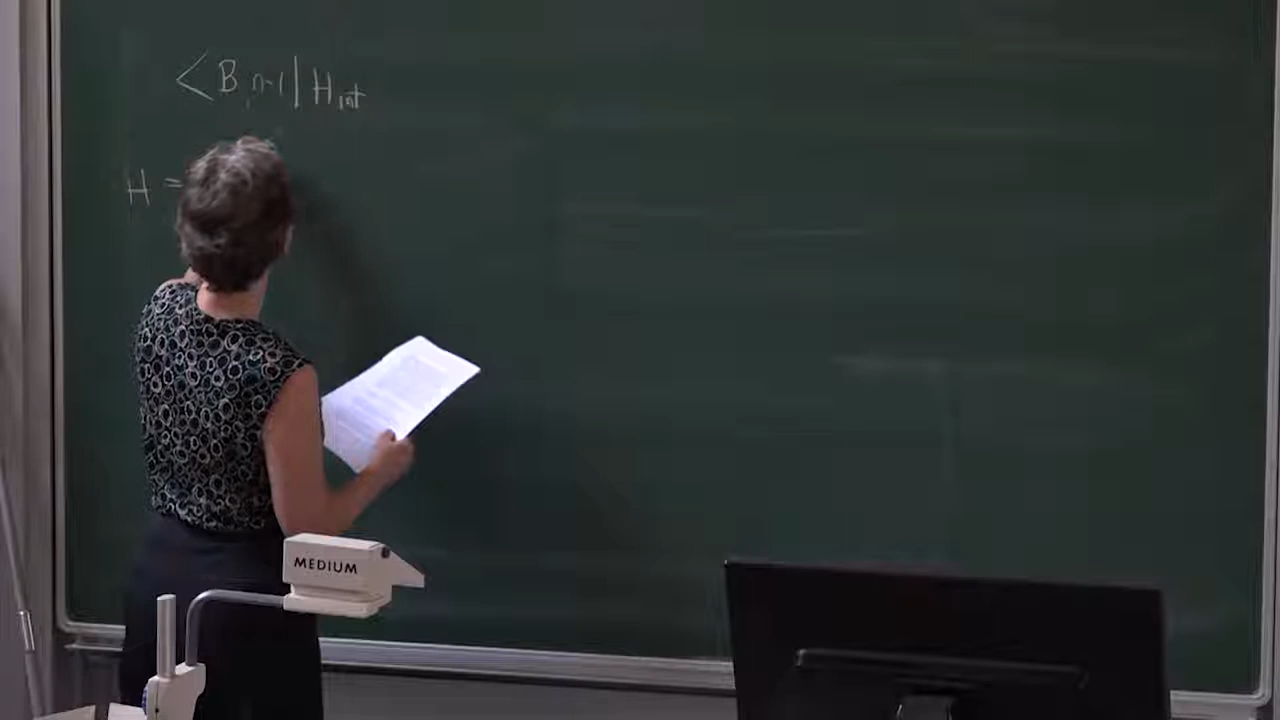 <B,n-1|H_int
H =
MEDIUM